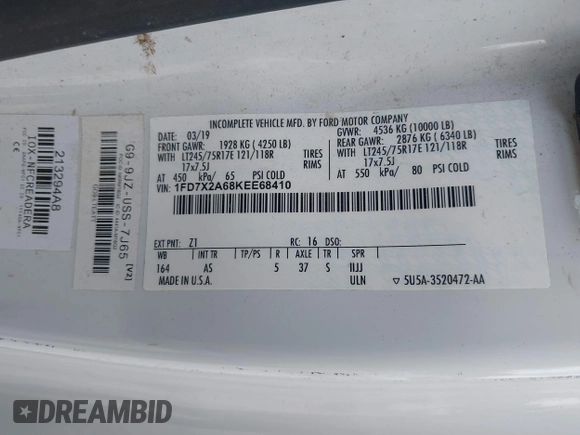 INCOMPLETE VEHICLE MFD. BY FORD MOTOR COMPANY
DATE: 03/19 GVWR: 4536 KG (10000 LB)
FRONT GAWR: 1928 KG ( 4250 LB) REAR GAWR: 2876 KG ( 6340 LB)
WITH LT245/75R17E 121/118R TIRES WITH LT245/75R17E 121/118R TIRES
17x7.5J RIMS 17x7.5J RIMS
AT 450 kPa/ 65 PSI COLD AT 550 kPa/ 80 PSI COLD
VIN: 1FD7X2A68KEE68410
EXT PNT: Z1 RC: 16 DSO:
WB INT TR TP/PS R AXLE TR SPR
164 AS 5 37 S IIJJ
MADE IN U.S.A. ULN 5U5A-3520472-AA
G9-9JZ-USS-7J65 [V2]
213294A8
IOX-NFCREADERA
CE
DREAMBID